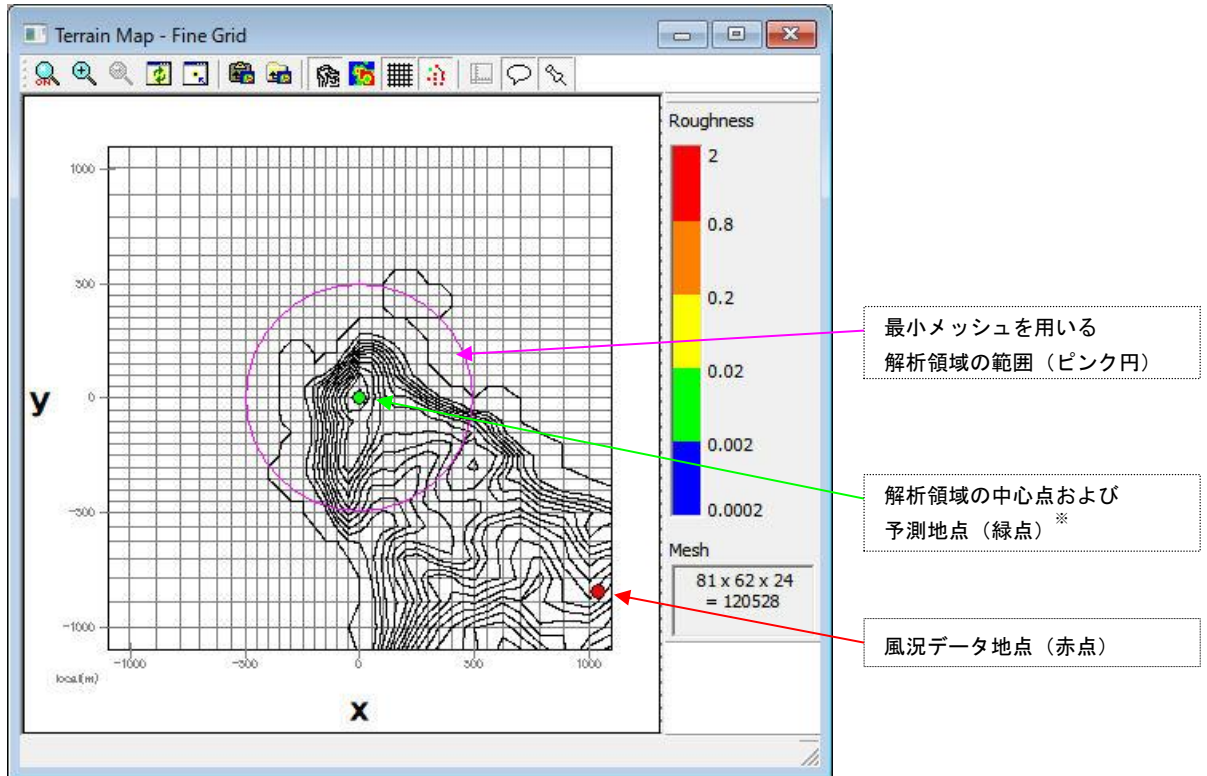 Terrain Map - Fine Grid
ON
Roughness
2
0.8
0.2
0.02
0.002
0.0002
Mesh
81 x 62 x 24
= 120528
1000
500
y
0
-500
-1000
-1000
-500
0
500
1000
local(m)
x
最小メッシュを用いる
解析領域の範囲（ピンク円）
解析領域の中心点および
予測地点（緑点）※
風況データ地点（赤点）